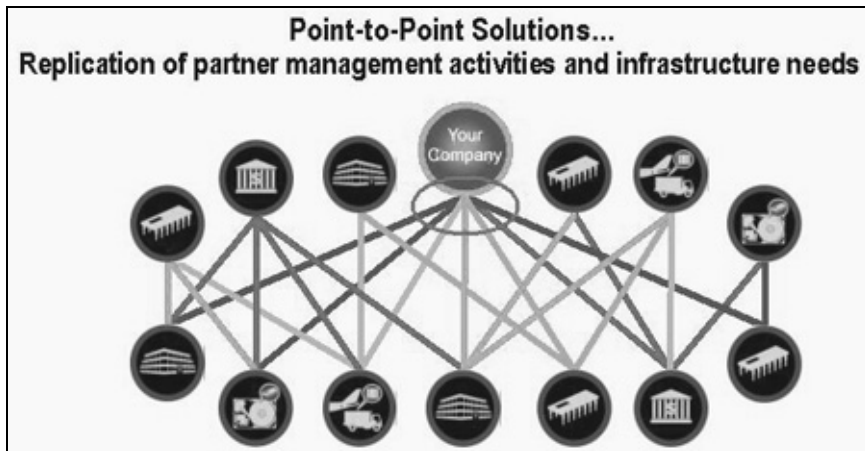 Point-to-Point Solutions...
Replication of partner management activities and infrastructure needs
Your
Company